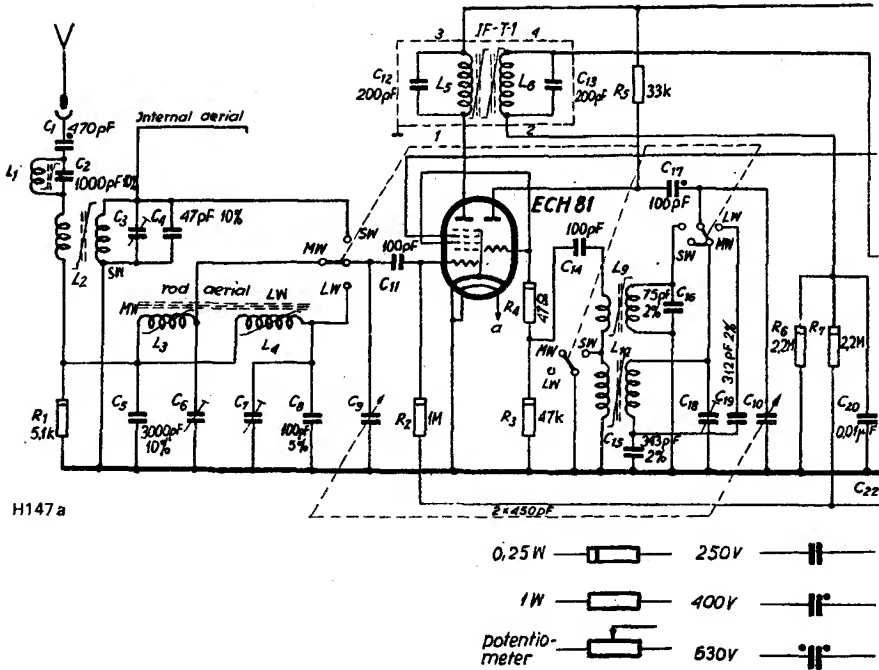 3 IF-T-1 4
C12
200pF
L5
L6
C13
200pF
R5
33k
1
2
C1
470pF
Internal aerial
L1
C2
1000pF 10%
C3
C4
47pF 10%
L2
SW
SW
MW
LW
100pF
C11
ECH 81
a
C17
100pF
100pF
C14
R4
47Ω
L9
75pF
2%
C16
SW
LW
MW
312pF 2%
rod aerial
MW
LW
L3
L4
MW
SW
LW
R6
2,2M
R7
2,2M
R1
5,1k
C5
3000pF
10%
C6
C7
C8
100pF
5%
C9
R2
1M
R3
47k
C15
343pF
2%
C18
C19
C10
C20
0,01µF
C22
H147a
2×450pF
0,25W
250V
1W
400V
potentio-
meter
630V